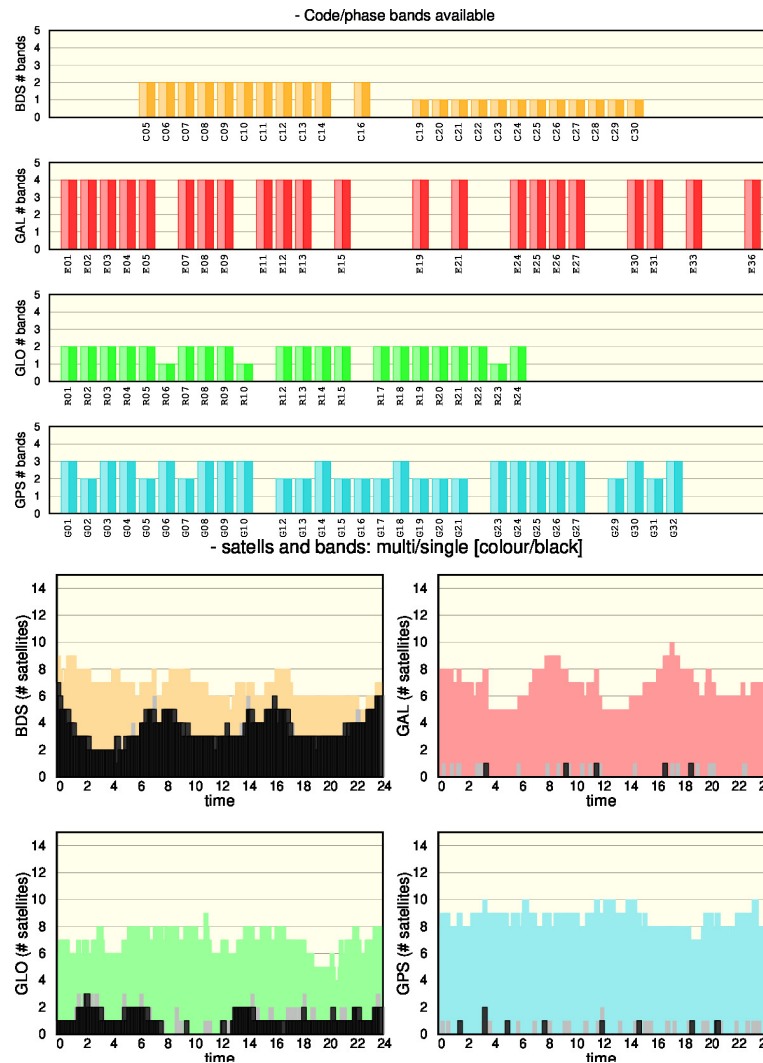 - Code/phase bands available
5
4
3
2
1
0
BDS # bands
C05 C06 C07 C08 C09 C10 C11 C12 C13 C14 C16 C19 C20 C21 C22 C23 C24 C25 C26 C27 C28 C29 C30
5
4
3
2
1
0
GAL # bands
E01 E02 E03 E04 E05 E07 E08 E09 E11 E12 E13 E15 E19 E21 E24 E25 E26 E27 E30 E31 E33 E36
5
4
3
2
1
0
GLO # bands
R01 R02 R03 R04 R05 R06 R07 R08 R09 R10 R12 R13 R14 R15 R17 R18 R19 R20 R21 R22 R23 R24
5
4
3
2
1
0
GPS # bands
G01 G02 G03 G04 G05 G06 G07 G08 G09 G10 G12 G13 G14 G15 G16 G17 G18 G19 G20 G21 G23 G24 G25 G26 G27 G29 G30 G31 G32
- satells and bands: multi/single [colour/black]
14
12
10
8
6
4
2
0
BDS (# satellites)
0 2 4 6 8 10 12 14 16 18 20 22 24
time
14
12
10
8
6
4
2
0
GAL (# satellites)
0 2 4 6 8 10 12 14 16 18 20 22 24
time
14
12
10
8
6
4
2
0
GLO (# satellites)
0 2 4 6 8 10 12 14 16 18 20 22 24
time
14
12
10
8
6
4
2
0
GPS (# satellites)
0 2 4 6 8 10 12 14 16 18 20 22 24
time